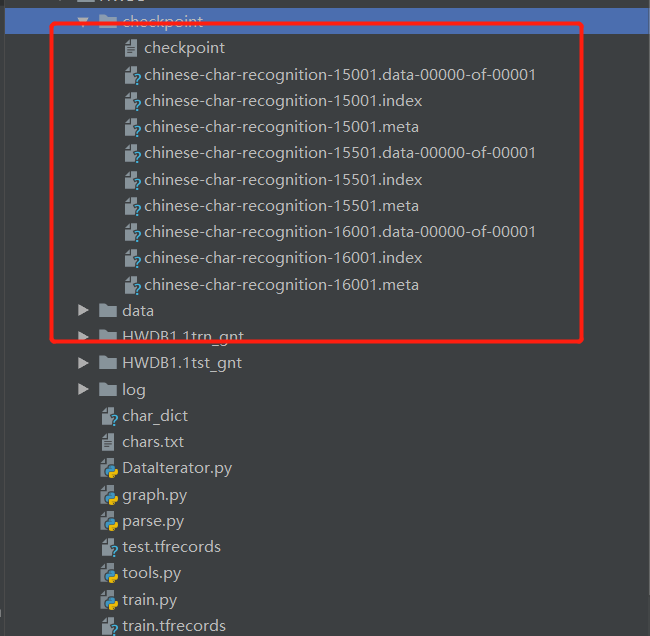 checkpoint
checkpoint
chinese-char-recognition-15001.data-00000-of-00001
chinese-char-recognition-15001.index
chinese-char-recognition-15001.meta
chinese-char-recognition-15501.data-00000-of-00001
chinese-char-recognition-15501.index
chinese-char-recognition-15501.meta
chinese-char-recognition-16001.data-00000-of-00001
chinese-char-recognition-16001.index
chinese-char-recognition-16001.meta
data
HWDB1.1trn_gnt
HWDB1.1tst_gnt
log
char_dict
chars.txt
DataIterator.py
graph.py
parse.py
test.tfrecords
tools.py
train.py
train.tfrecords